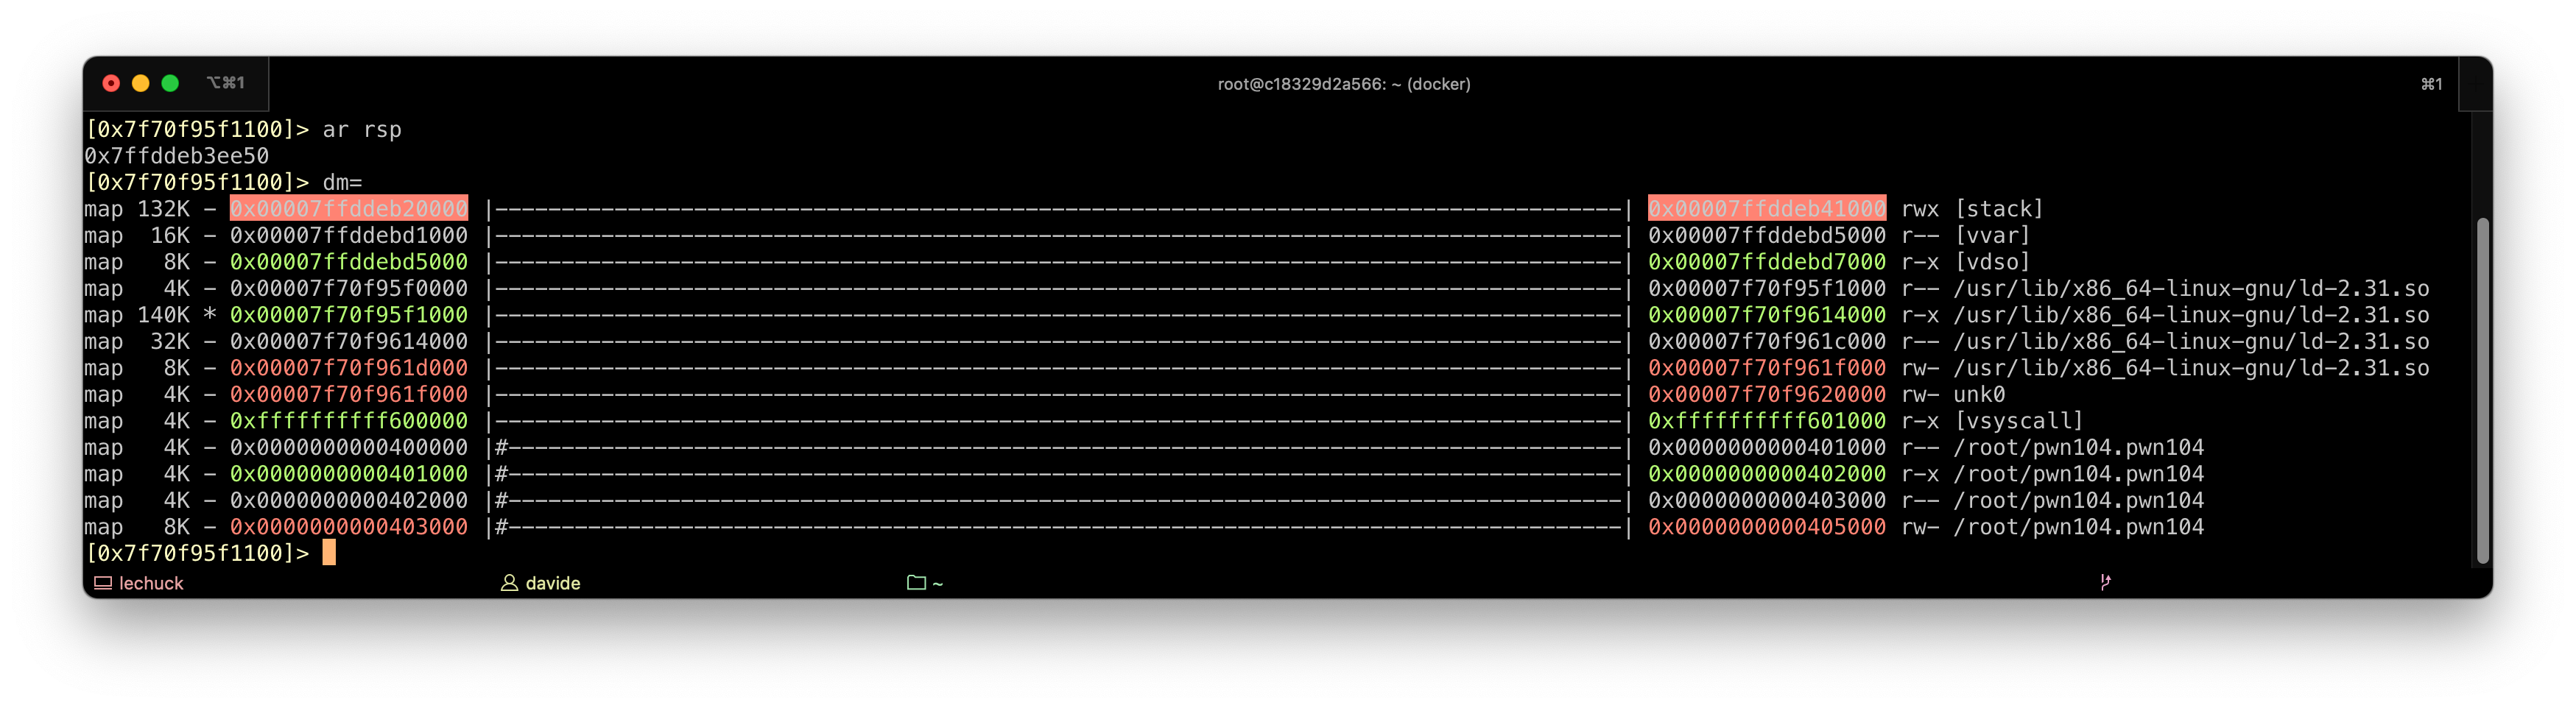 ⌥⌘1 root@c18329d2a566: ~ (docker) ⌘1
[0x7f70f95f1100]> ar rsp
0x7ffddeb3ee50
[0x7f70f95f1100]> dm=
map 132K - 0x00007ffddeb20000 |--------------------------------------------------------------------------------------| 0x00007ffddeb41000 rwx [stack]
map  16K - 0x00007ffddebd1000 |--------------------------------------------------------------------------------------| 0x00007ffddebd5000 r-- [vvar]
map   8K - 0x00007ffddebd5000 |--------------------------------------------------------------------------------------| 0x00007ffddebd7000 r-x [vdso]
map   4K - 0x00007f70f95f0000 |--------------------------------------------------------------------------------------| 0x00007f70f95f1000 r-- /usr/lib/x86_64-linux-gnu/ld-2.31.so
map 140K * 0x00007f70f95f1000 |--------------------------------------------------------------------------------------| 0x00007f70f9614000 r-x /usr/lib/x86_64-linux-gnu/ld-2.31.so
map  32K - 0x00007f70f9614000 |--------------------------------------------------------------------------------------| 0x00007f70f961c000 r-- /usr/lib/x86_64-linux-gnu/ld-2.31.so
map   8K - 0x00007f70f961d000 |--------------------------------------------------------------------------------------| 0x00007f70f961f000 rw- /usr/lib/x86_64-linux-gnu/ld-2.31.so
map   4K - 0x00007f70f961f000 |--------------------------------------------------------------------------------------| 0x00007f70f9620000 rw- unk0
map   4K - 0xffffffffff600000 |--------------------------------------------------------------------------------------| 0xffffffffff601000 r-x [vsyscall]
map   4K - 0x0000000000400000 |#-------------------------------------------------------------------------------------| 0x0000000000401000 r-- /root/pwn104.pwn104
map   4K - 0x0000000000401000 |#-------------------------------------------------------------------------------------| 0x0000000000402000 r-x /root/pwn104.pwn104
map   4K - 0x0000000000402000 |#-------------------------------------------------------------------------------------| 0x0000000000403000 r-- /root/pwn104.pwn104
map   8K - 0x0000000000403000 |#-------------------------------------------------------------------------------------| 0x0000000000405000 rw- /root/pwn104.pwn104
[0x7f70f95f1100]>
lechuck davide ~